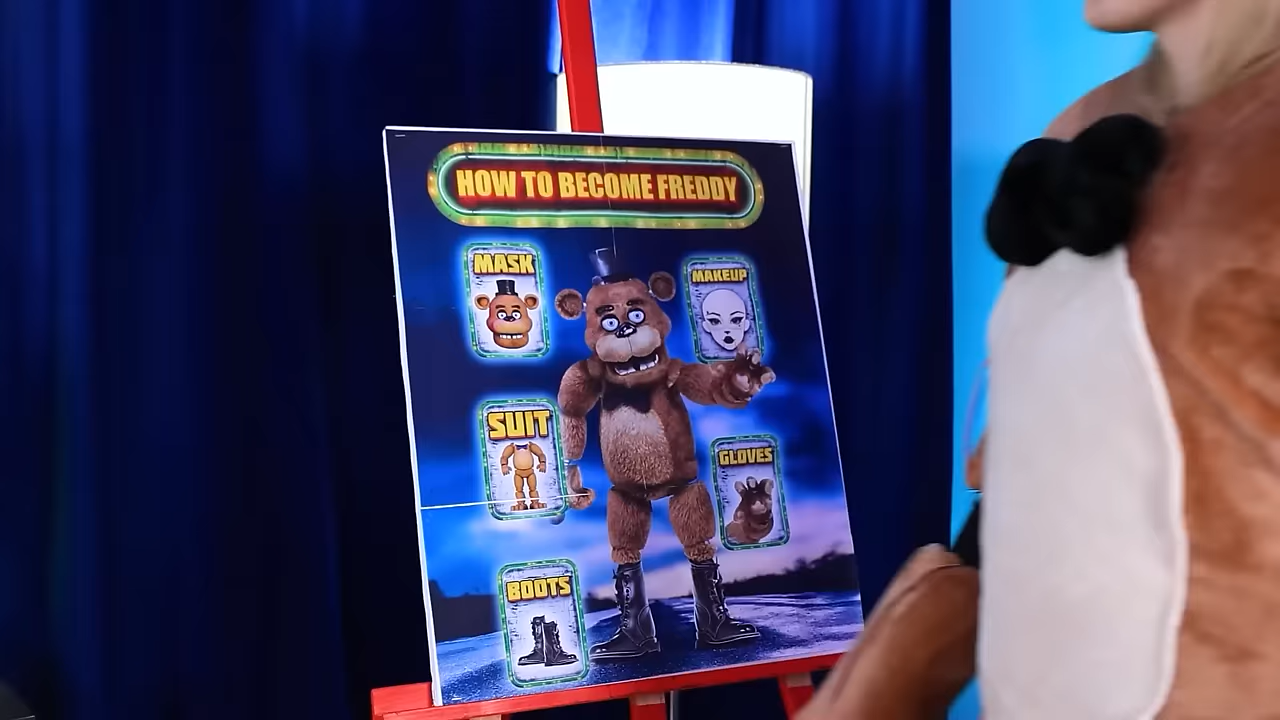 HOW TO BECOME FREDDY
MASK
MAKEUP
SUIT
GLOVES
BOOTS